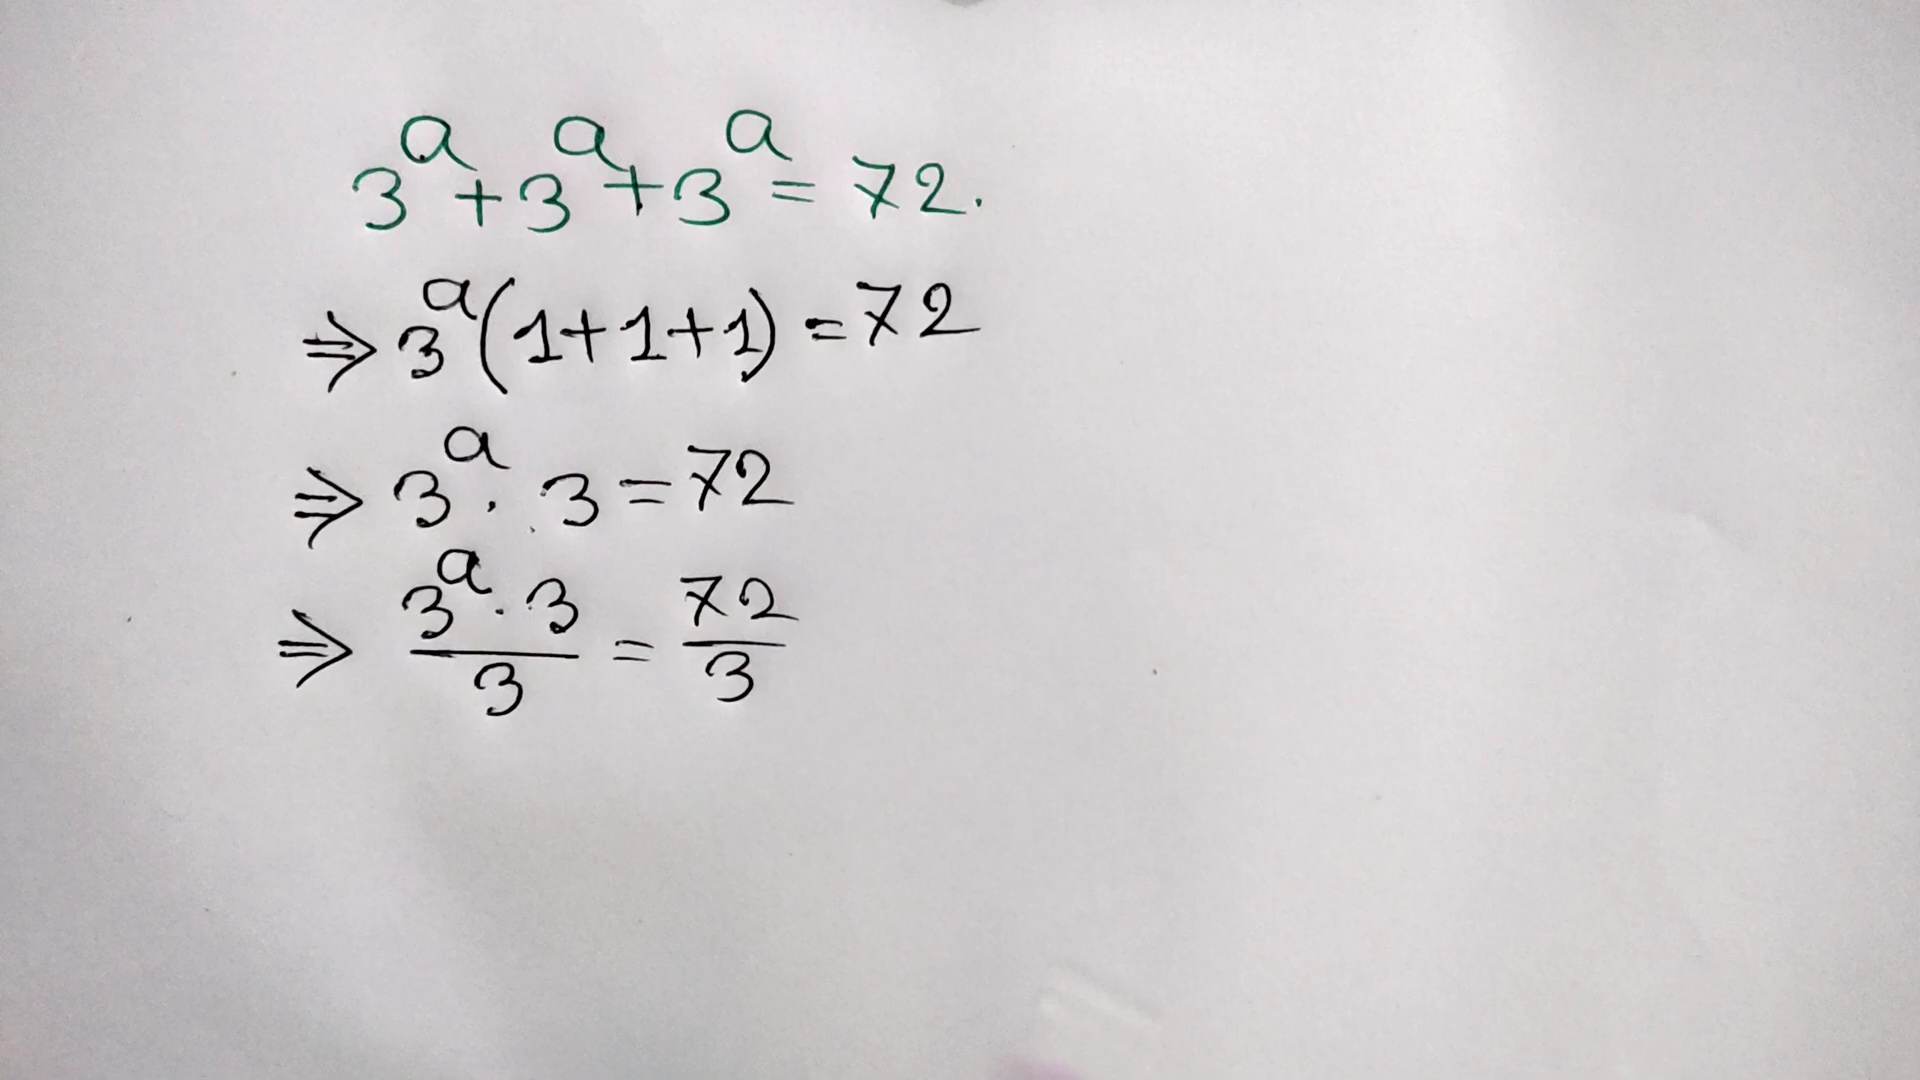 3^a + 3^a + 3^a = 72.
⇒ 3^a (1+1+1) = 72
⇒ 3^a · 3 = 72
⇒ (3^a · 3)/3 = 72/3